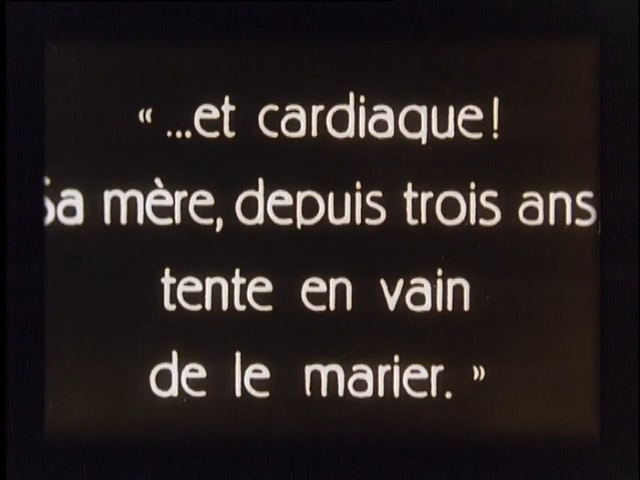 « ...et cardiaque!
Sa mère, depuis trois ans,
tente en vain
de le marier. »